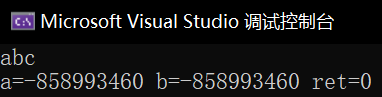 Microsoft Visual Studio 调试控制台
abc
a=-858993460 b=-858993460 ret=0